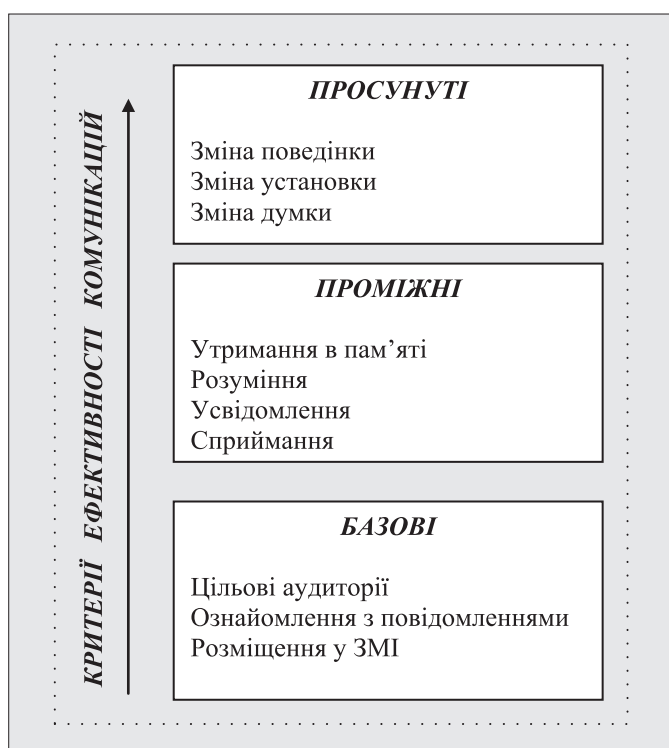 КРИТЕРІЇ ЕФЕКТИВНОСТІ КОМУНІКАЦІЙ
ПРОСУНУТІ
Зміна поведінки
Зміна установки
Зміна думки
ПРОМІЖНІ
Утримання в пам’яті
Розуміння
Усвідомлення
Сприймання
БАЗОВІ
Цільові аудиторії
Ознайомлення з повідомленнями
Розміщення у ЗМІ